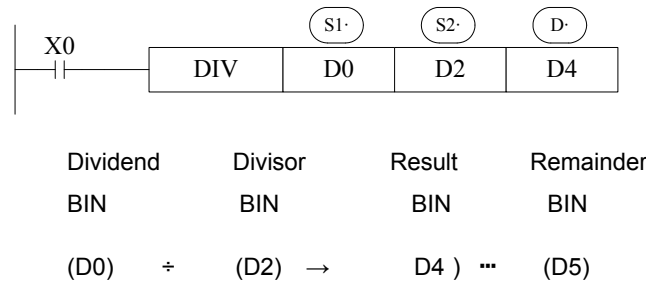 S1· S2· D·
X0
DIV D0 D2 D4
Dividend Divisor Result Remainder
BIN BIN BIN BIN
(D0) ÷ (D2) → D4 ) ┅ (D5)